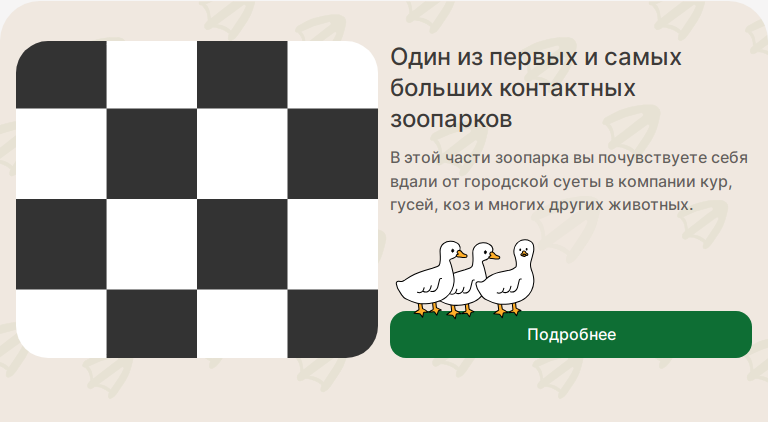 Один из первых и самых
больших контактных
зоопарков
В этой части зоопарка вы почувствуете себя
вдали от городской суеты в компании кур,
гусей, коз и многих других животных.
Подробнее